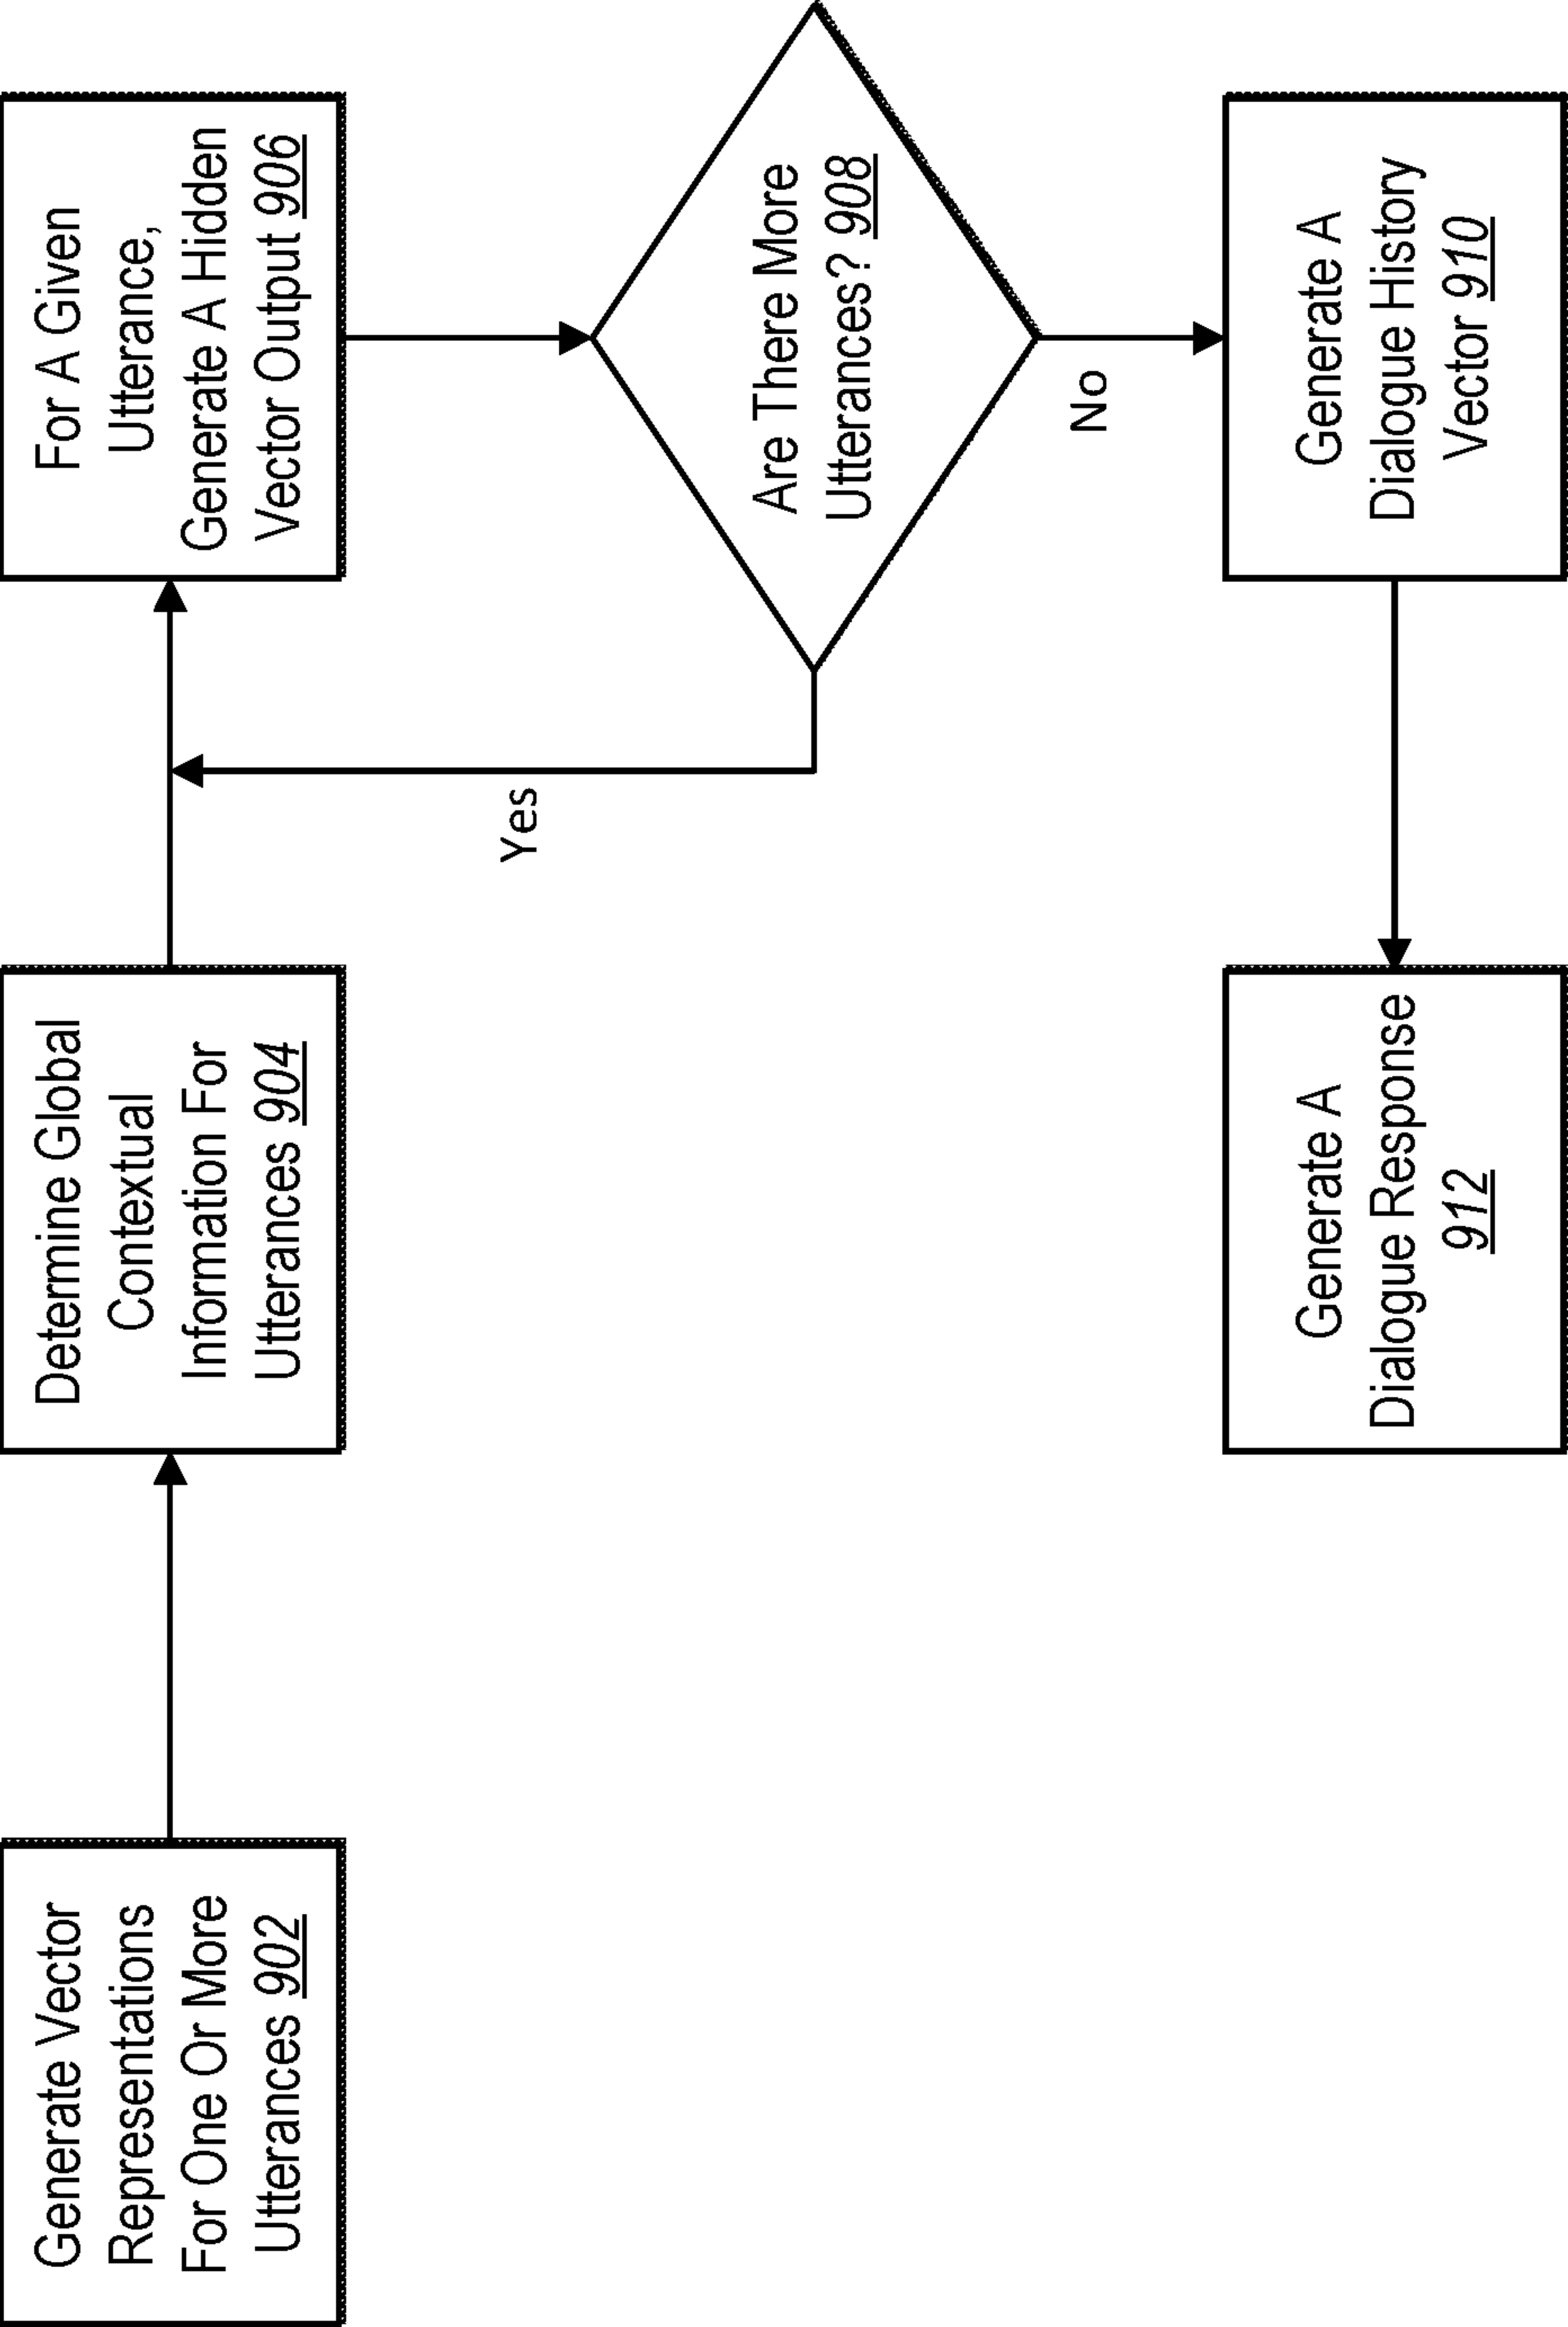 Generate Vector
Representations
For One Or More
Utterances 902
Determine Global
Contextual
Information For
Utterances 904
For A Given
Utterance,
Generate A Hidden
Vector Output 906
Yes
Are There More
Utterances? 908
No
Generate A
Dialogue History
Vector 910
Generate A
Dialogue Response
912